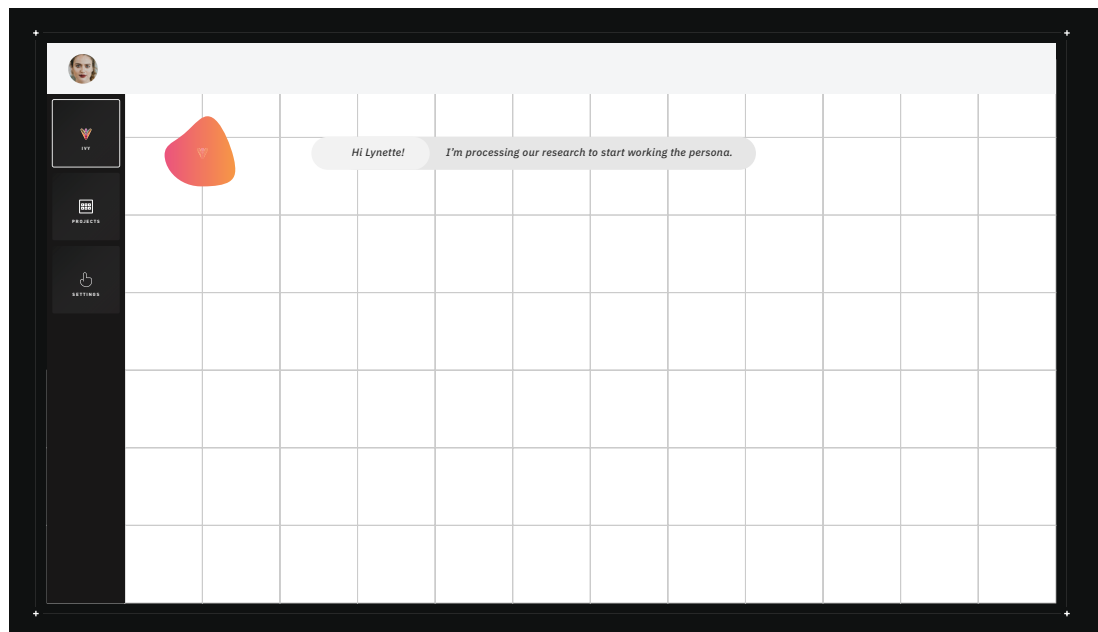 IVY
Hi Lynette! I'm processing our research to start working the persona.
PROJECTS
SETTINGS